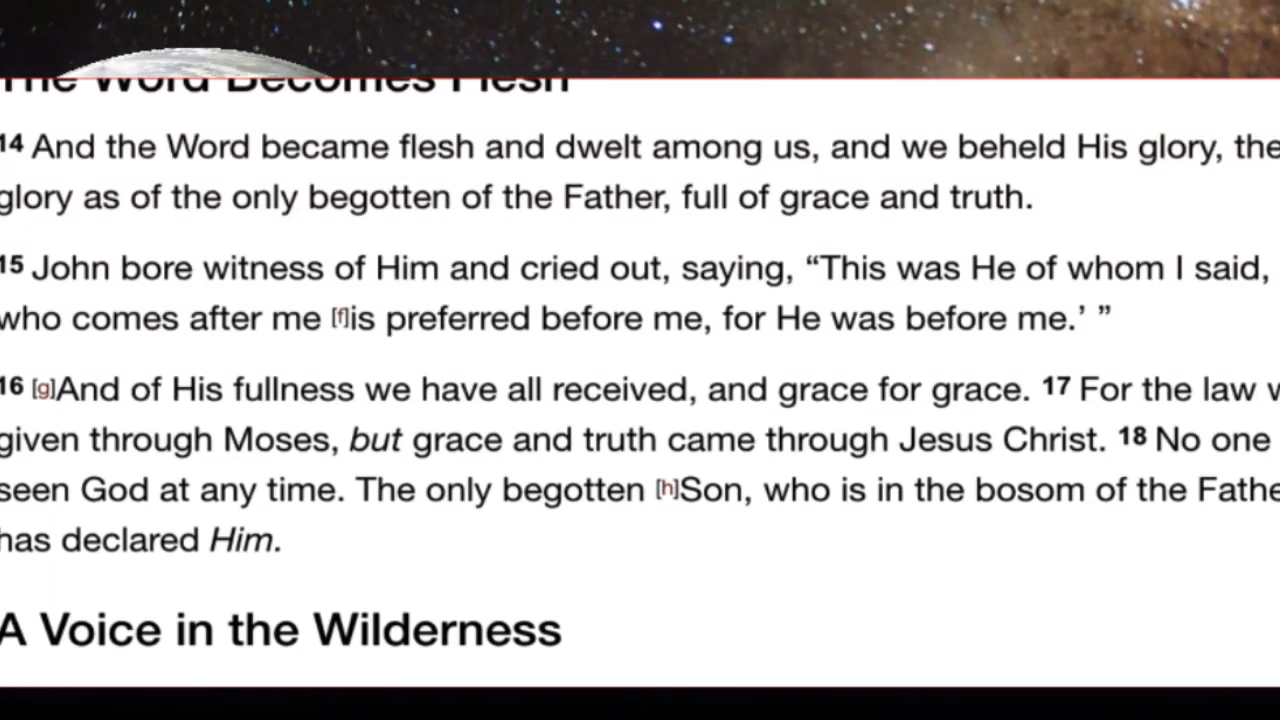 The Word Becomes Flesh
14 And the Word became flesh and dwelt among us, and we beheld His glory, the
glory as of the only begotten of the Father, full of grace and truth.
15 John bore witness of Him and cried out, saying, “This was He of whom I said,
who comes after me [f]is preferred before me, for He was before me.’ ”
16 [g]And of His fullness we have all received, and grace for grace. 17 For the law w
given through Moses, but grace and truth came through Jesus Christ. 18 No one
seen God at any time. The only begotten [h]Son, who is in the bosom of the Fathe
has declared Him.
A Voice in the Wilderness